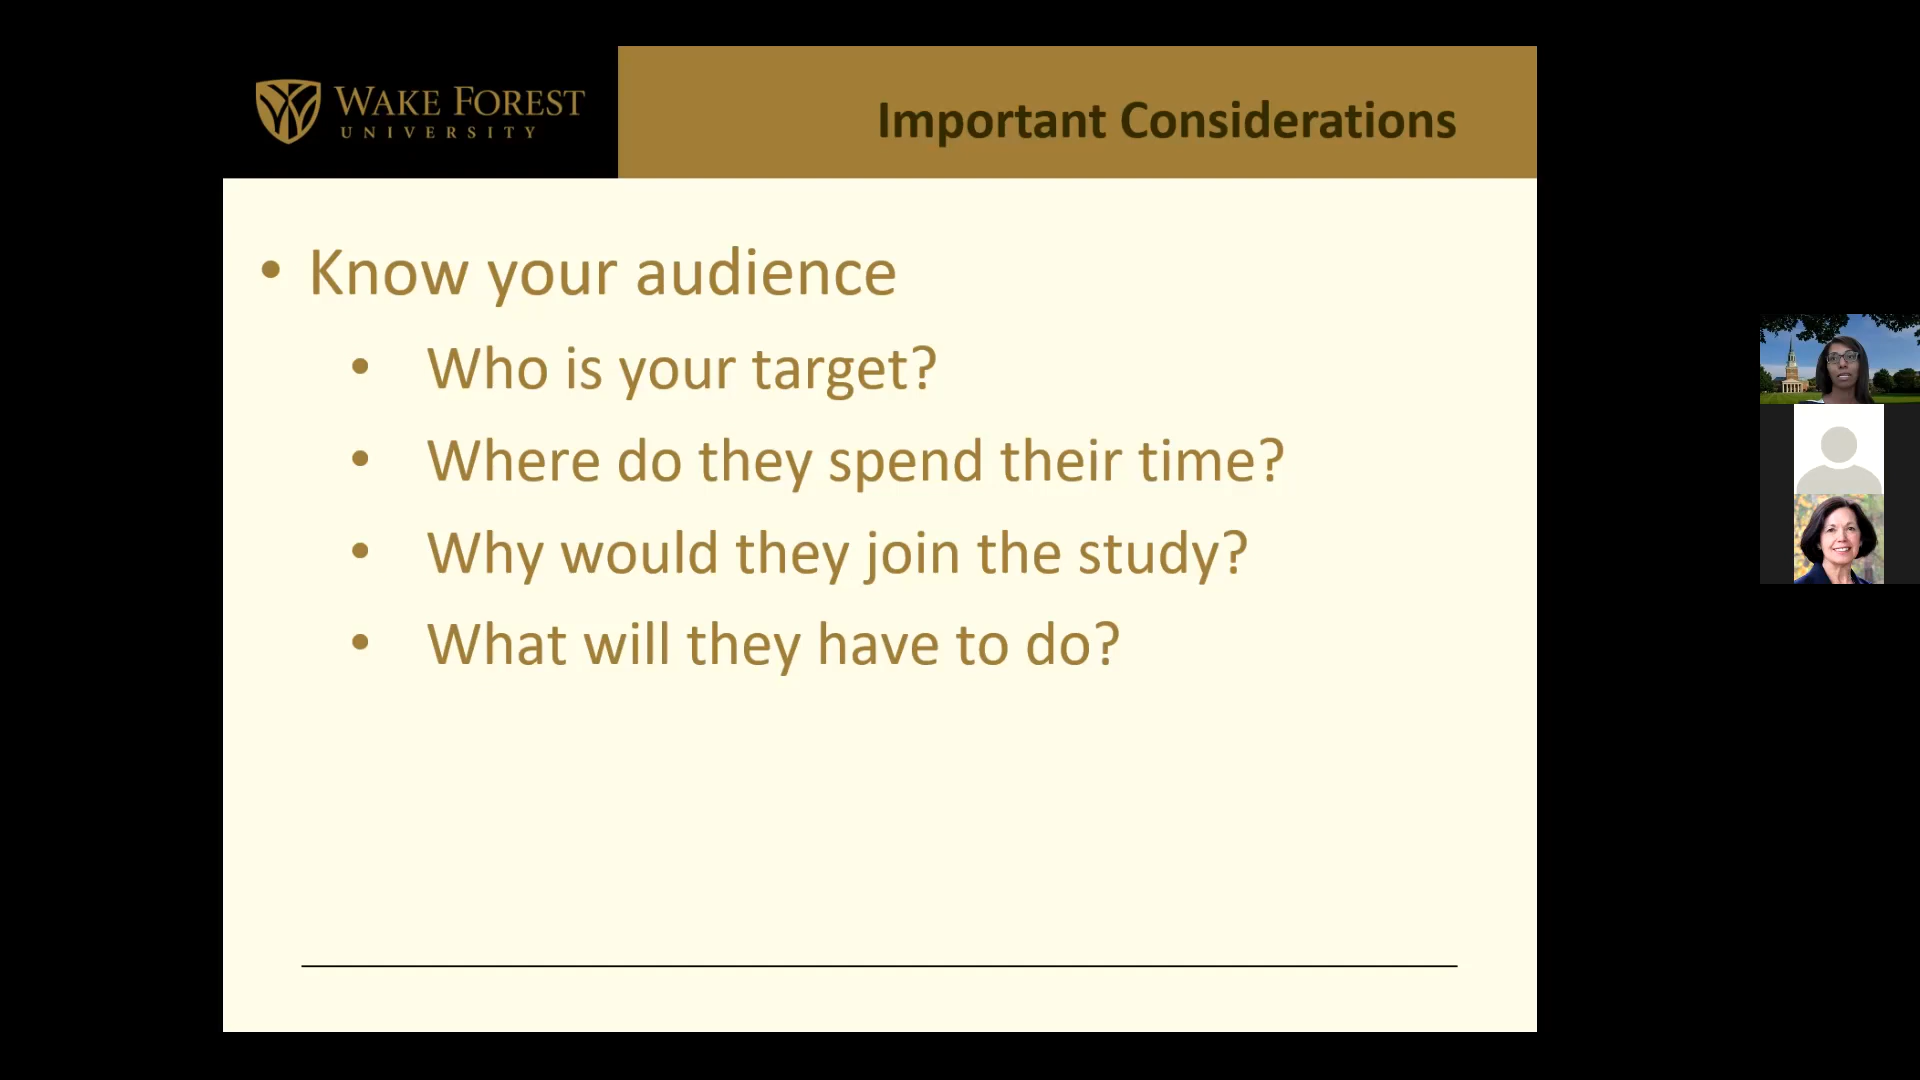 WAKE FOREST
UNIVERSITY
Important Considerations
• Know your audience
• Who is your target?
• Where do they spend their time?
• Why would they join the study?
• What will they have to do?